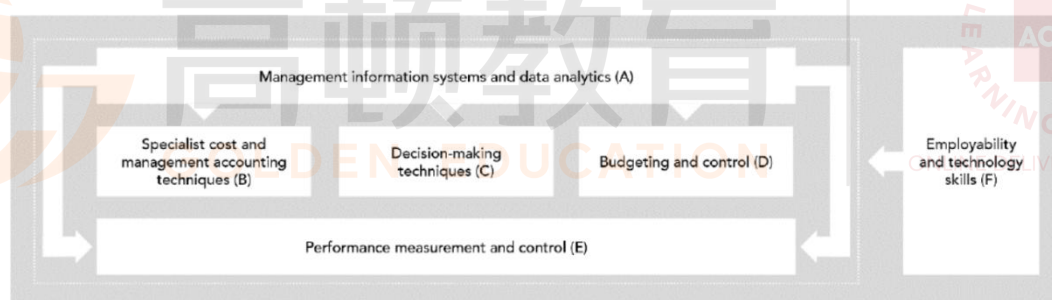 高顿教育
GOLDEN EDUCATION
LEARNING
Management information systems and data analytics (A)
Specialist cost and
management accounting
techniques (B)
Decision-making
techniques (C)
Budgeting and control (D)
Employability
and technology
skills (F)
Performance measurement and control (E)